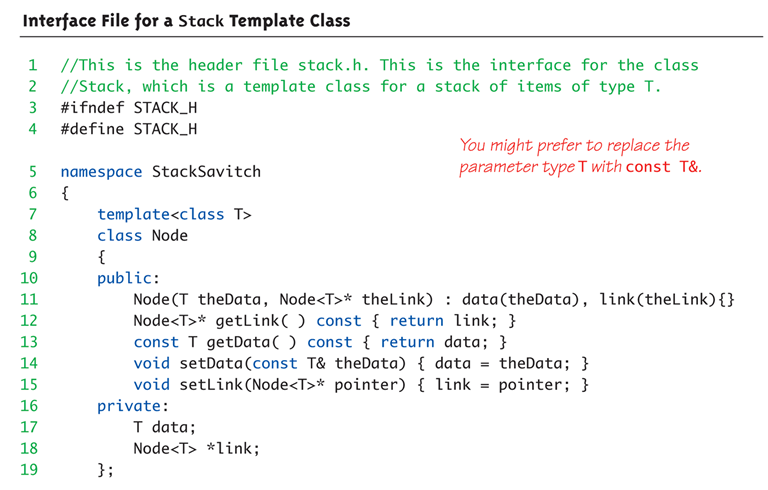 Interface File for a Stack Template Class
1 //This is the header file stack.h. This is the interface for the class
2 //Stack, which is a template class for a stack of items of type T.
3 #ifndef STACK_H
4 #define STACK_H
You might prefer to replace the
parameter type T with const T&.
5 namespace StackSavitch
6 {
7 template<class T>
8 class Node
9 {
10 public:
11 Node(T theData, Node<T>* theLink) : data(theData), link(theLink){}
12 Node<T>* getLink( ) const { return link; }
13 const T getData( ) const { return data; }
14 void setData(const T& theData) { data = theData; }
15 void setLink(Node<T>* pointer) { link = pointer; }
16 private:
17 T data;
18 Node<T> *link;
19 };